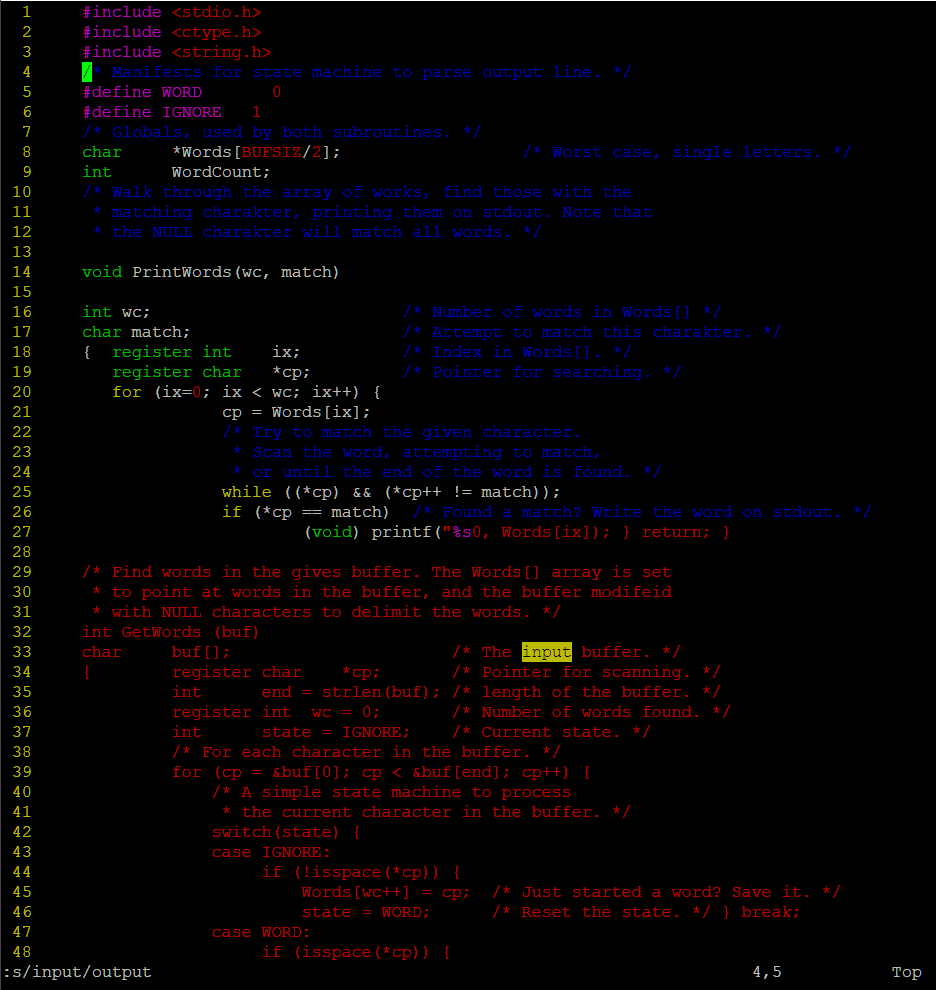 1 #include <stdio.h>
2 #include <ctype.h>
3 #include <string.h>
4 /* Manifests for state machine to parse output line. */
5 #define WORD 0
6 #define IGNORE 1
7 /* Globals, used by both subroutines. */
8 char *Words[BUFSIZ/2]; /* Worst case, single letters. */
9 int WordCount;
10 /* Walk through the array of works, find those with the
11 * matching charakter, printing them on stdout. Note that
12 * the NULL charakter will match all words. */
13
14 void PrintWords(wc, match)
15
16 int wc; /* Number of words in Words[] */
17 char match; /* Attempt to match this charakter. */
18 { register int ix; /* Index in Words[]. */
19 register char *cp; /* Pointer for searching. */
20 for (ix=0; ix < wc; ix++) {
21 cp = Words[ix];
22 /* Try to match the given character.
23 * Scan the word, attempting to match,
24 * or until the end of the word is found. */
25 while ((*cp) && (*cp++ != match));
26 if (*cp == match) /* Found a match? Write the word on stdout. */
27 (void) printf("%s0, Words[ix]); } return; }
28
29 /* Find words in the gives buffer. The Words[] array is set
30 * to point at words in the buffer, and the buffer modifeid
31 * with NULL characters to delimit the words. */
32 int GetWords (buf)
33 char buf[]; /* The input buffer. */
34 { register char *cp; /* Pointer for scanning. */
35 int end = strlen(buf); /* length of the buffer. */
36 register int wc = 0; /* Number of words found. */
37 int state = IGNORE; /* Current state. */
38 /* For each character in the buffer. */
39 for (cp = &buf[0]; cp < &buf[end]; cp++) {
40 /* A simple state machine to process
41 * the current character in the buffer. */
42 switch(state) {
43 case IGNORE:
44 if (!isspace(*cp)) {
45 Words[wc++] = cp; /* Just started a word? Save it. */
46 state = WORD; /* Reset the state. */ } break;
47 case WORD:
48 if (isspace(*cp)) {
:s/input/output 4,5 Top